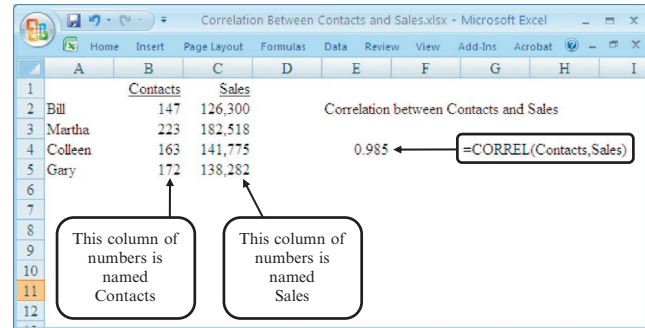 Correlation Between Contacts and Sales.xlsx - Microsoft Excel
Home Insert Page Layout Formulas Data Review View Add-Ins Acrobat
A B C D E F G H I
1 Contacts Sales
2 Bill 147 126,300 Correlation between Contacts and Sales
3 Martha 223 182,518
4 Colleen 163 141,775 0.985 =CORREL(Contacts,Sales)
5 Gary 172 138,282
6
7
8
9
10
11
12
This column of
numbers is
named
Contacts
This column of
numbers is
named
Sales